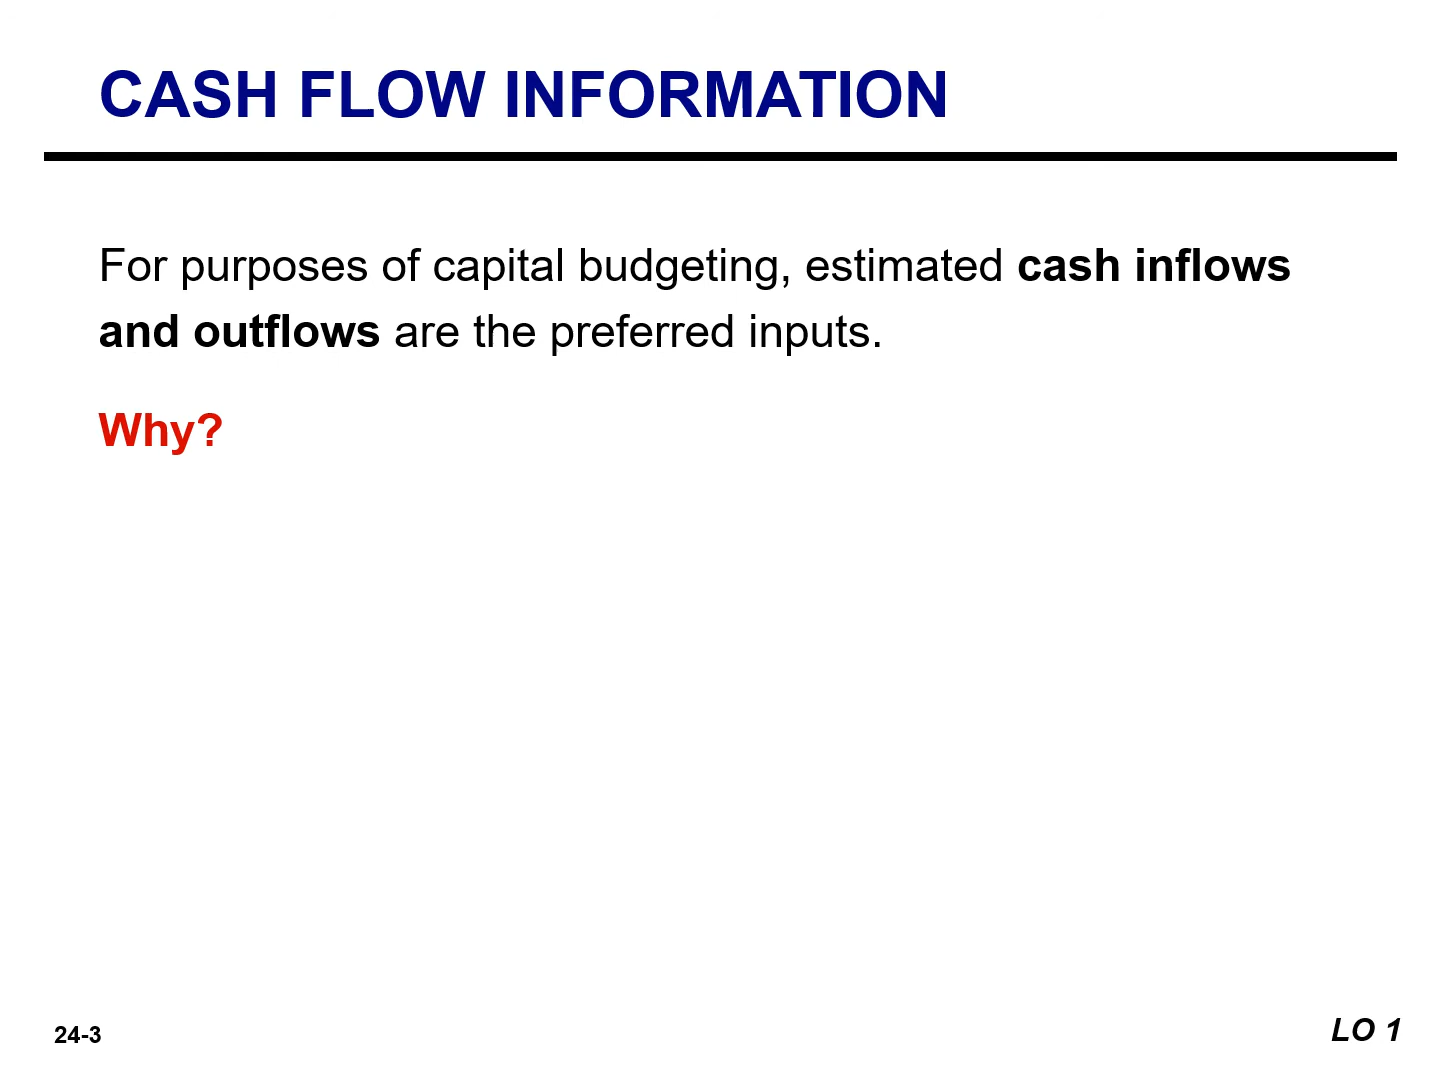 CASH FLOW INFORMATION
For purposes of capital budgeting, estimated cash inflows
and outflows are the preferred inputs.
Why?
24-3
LO 1